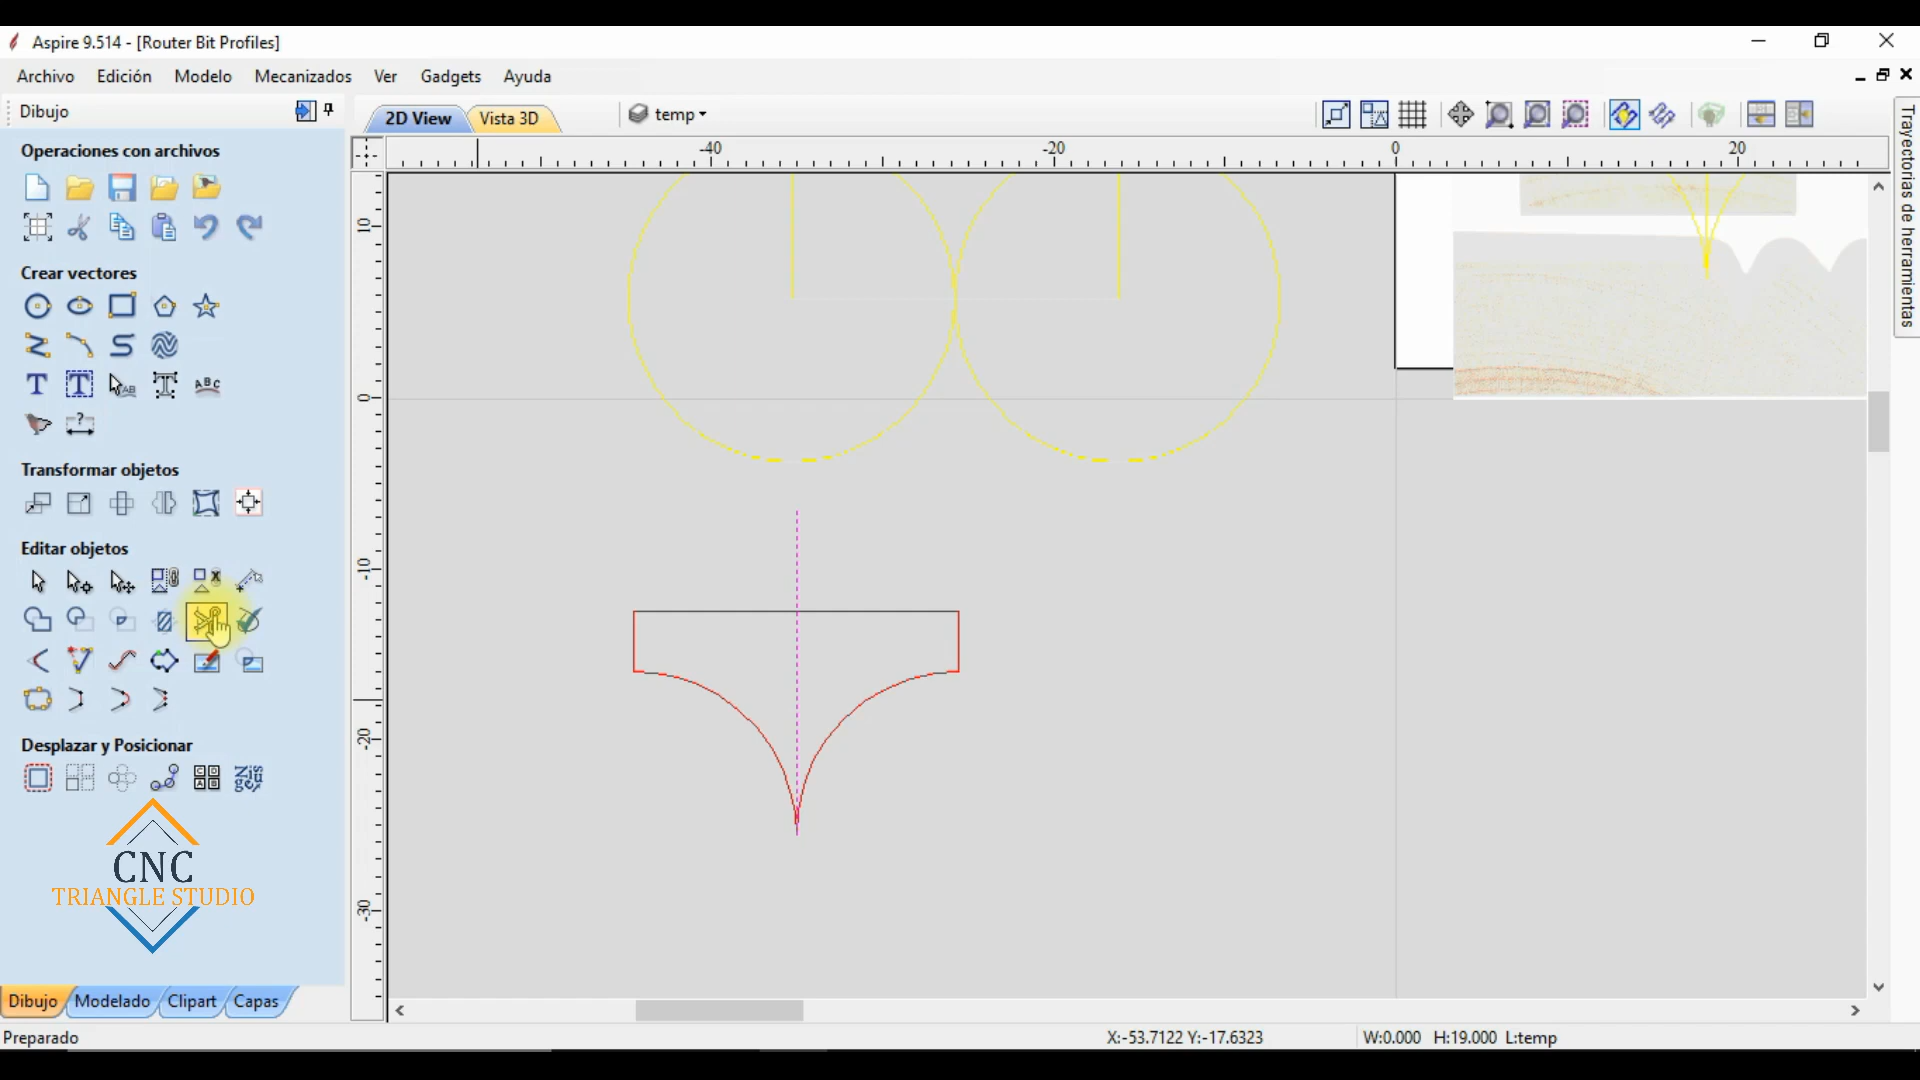 Aspire 9.514 - [Router Bit Profiles]
Archivo Edición Modelo Mecanizados Ver Gadgets Ayuda
Dibujo
2D View Vista 3D temp
Operaciones con archivos
Crear vectores
Transformar objetos
Editar objetos
Desplazar y Posicionar
-40 -20 0 20
10
0
-10
-20
-30
Trayectorias de herramientas
CNC
TRIANGLE STUDIO
Dibujo Modelado Clipart Capas
Preparado
X:-53.7122 Y:-17.6323
W:0.000 H:19.000 L:temp